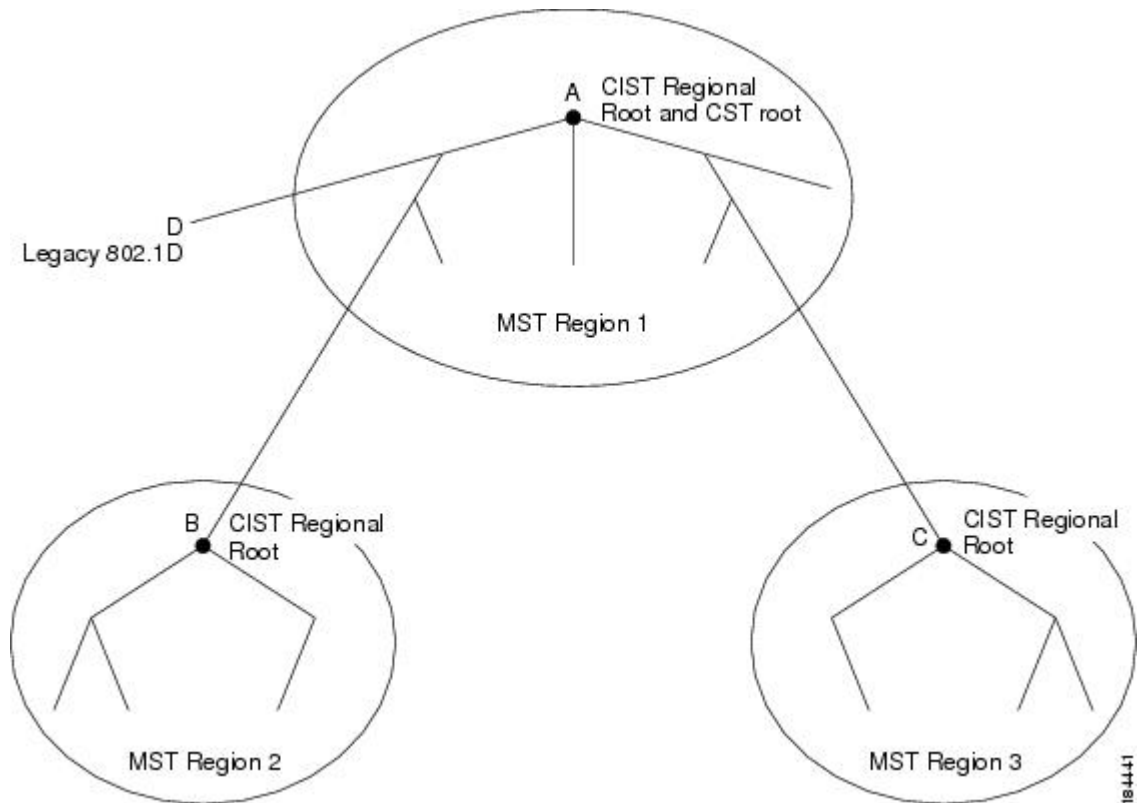 A
CIST Regional
Root and CST root
D
Legacy 802.1D
MST Region 1
B
CIST Regional
Root
C
CIST Regional
Root
MST Region 2
MST Region 3
184441